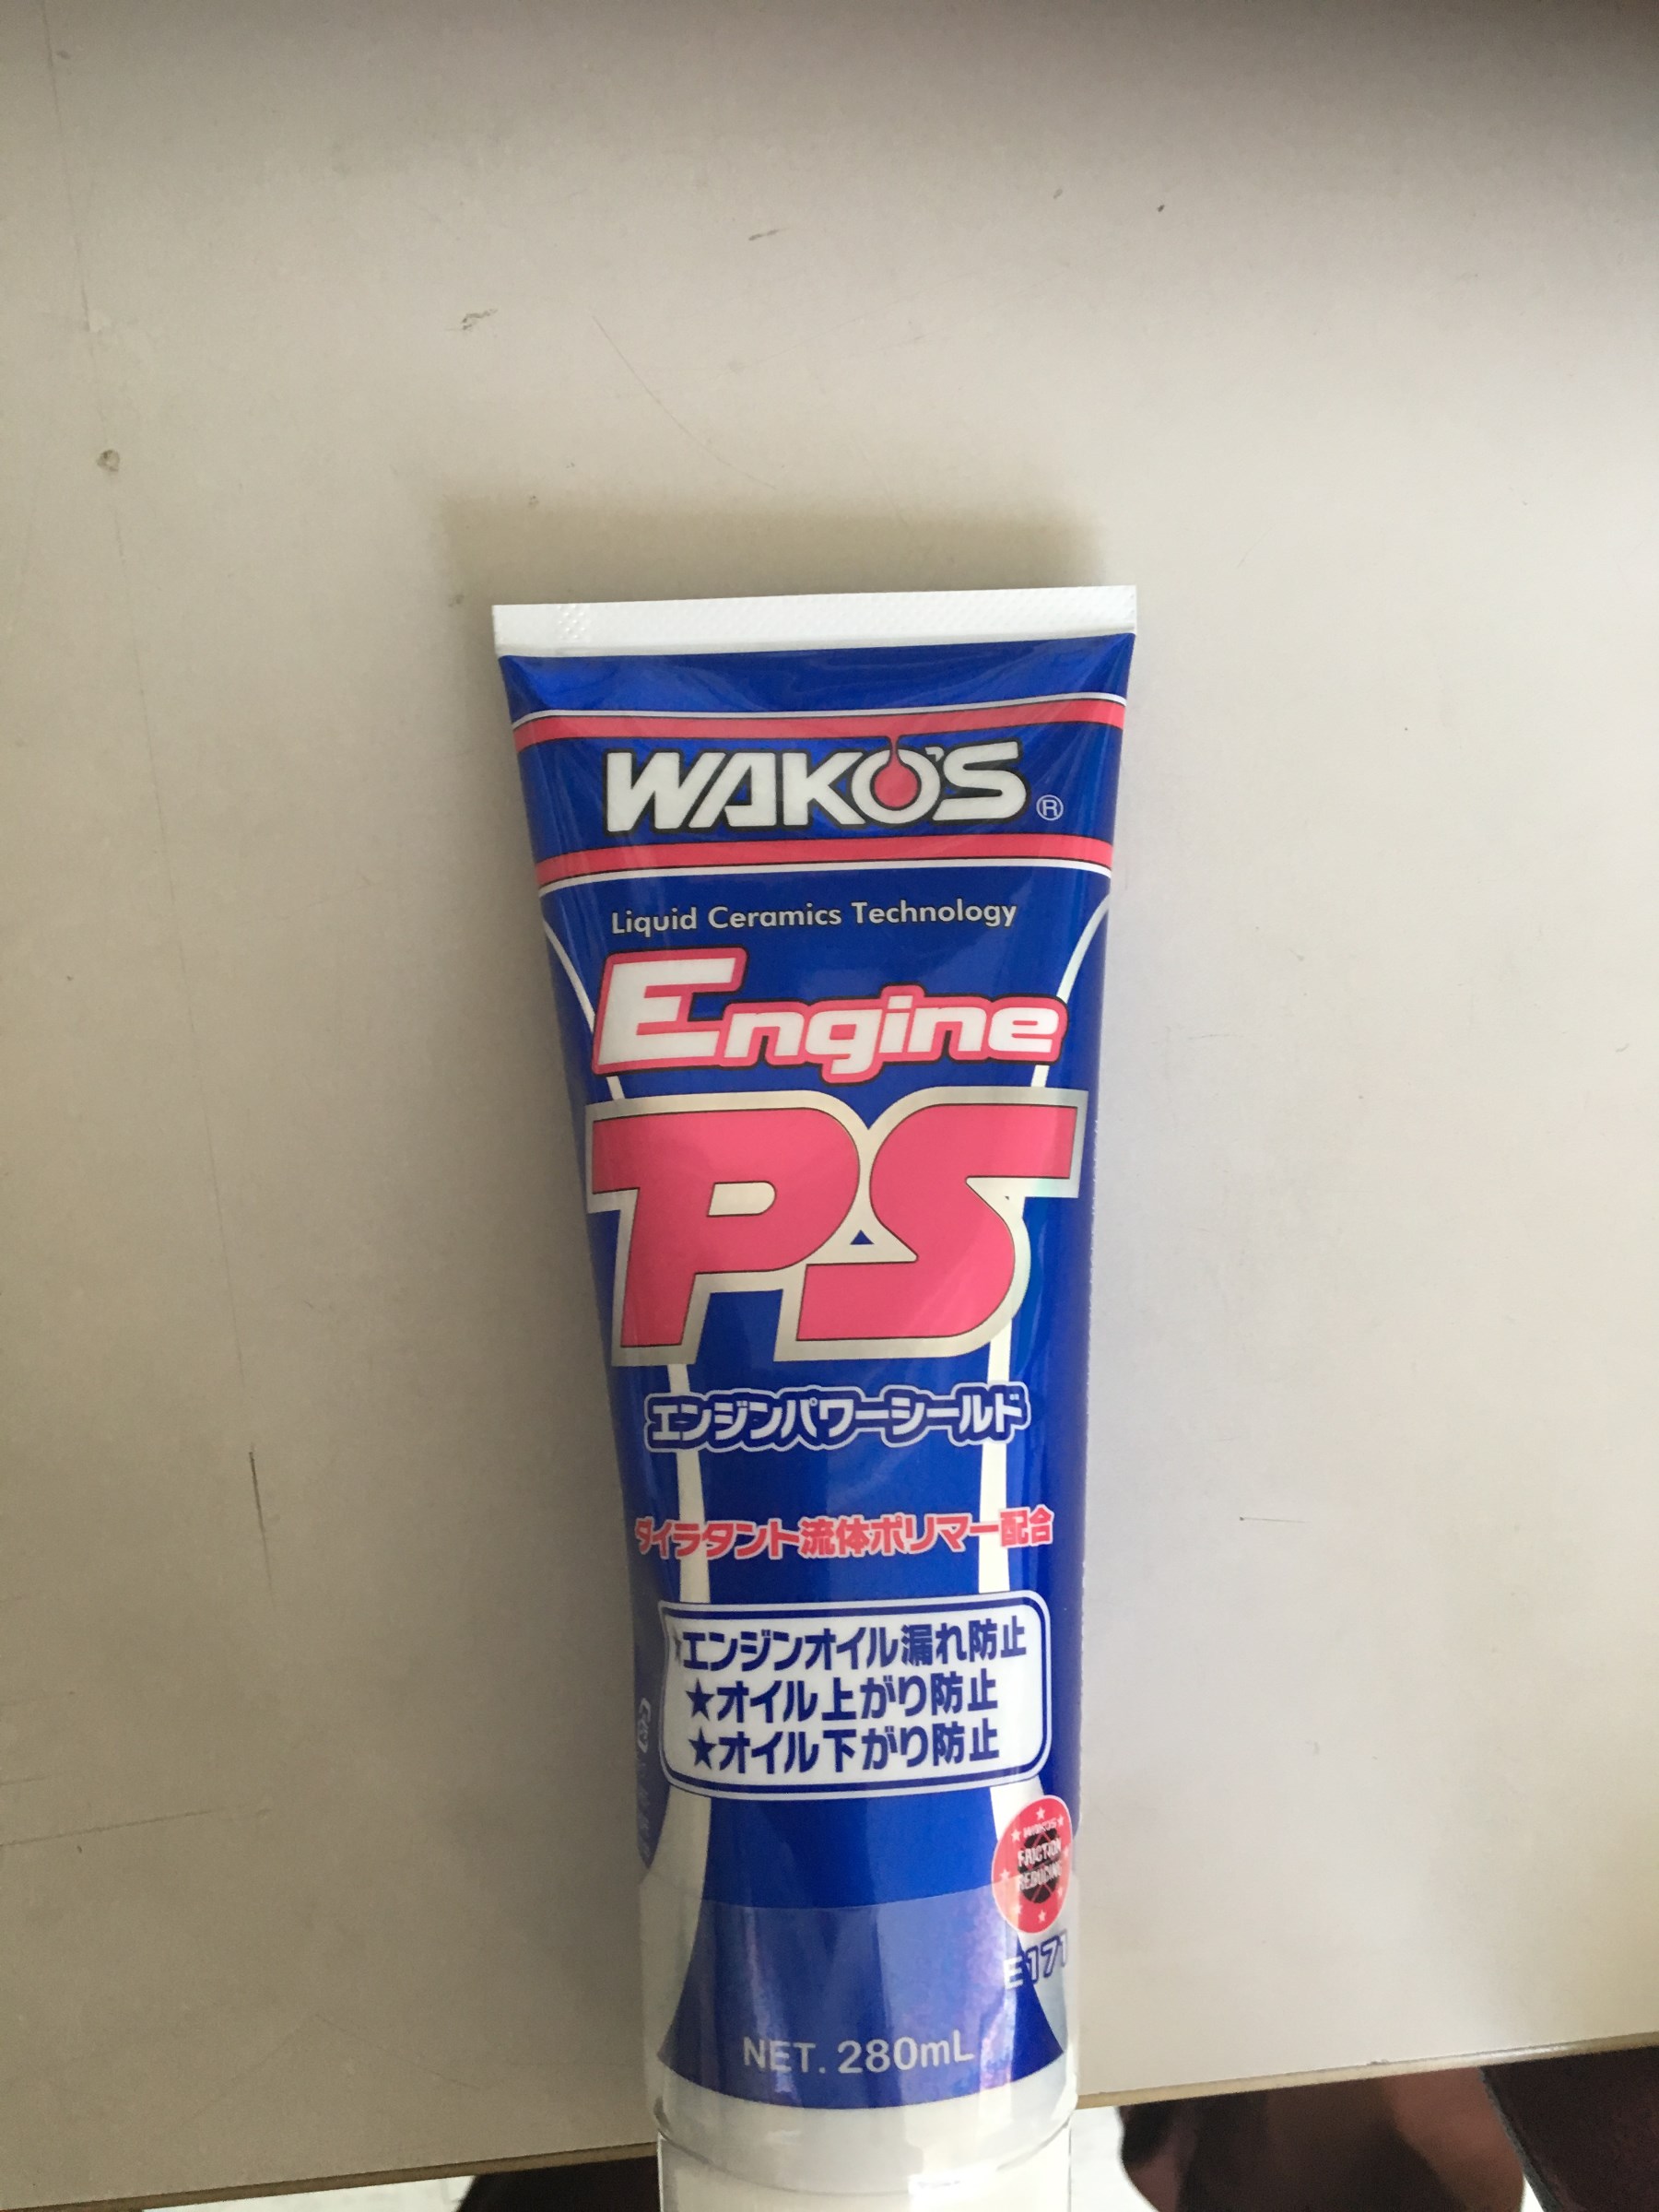 WAKO'S®
Liquid Ceramics Technology
Engine
PS
エンジンパワーシールド
ダイラタント流体ポリマー配合
★エンジンオイル漏れ防止
★オイル上がり防止
★オイル下がり防止
WAKO'S
FRICTION
REDUCING
E171
NET. 280mL